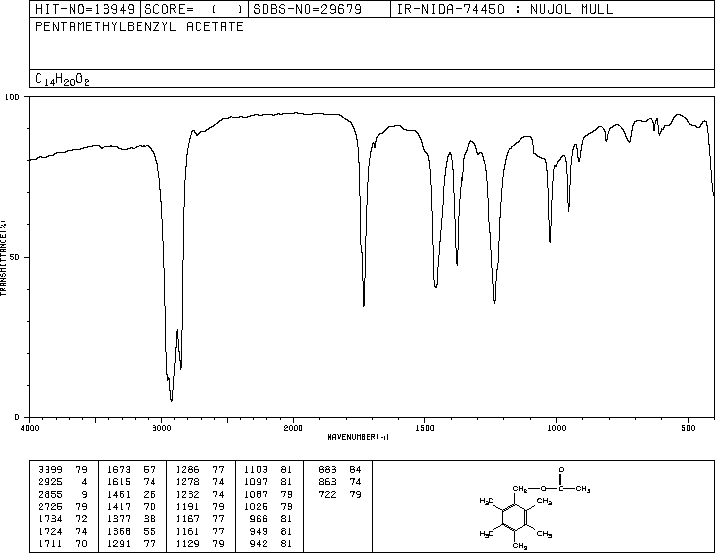 HIT-NO=13949 SCORE= ( ) SDBS-NO=29679 IR-NIDA-74450 : NUJOL MULL
PENTAMETHYLBENZYL ACETATE
C14H20O2
100
50
0
TRANSMITTANCE(%)
4000 3000 2000 1500 1000 500
WAVENUMBER(-1)
3399 79 1673 67 1286 77 1103 81 883 84
2925 4 1615 74 1278 74 1097 81 863 74
2855 9 1461 26 1232 74 1087 79 722 79
2725 79 1417 70 1191 79 1026 79
1734 72 1377 38 1167 77 966 81
1724 74 1368 55 1161 77 949 81
1711 70 1291 77 1129 79 942 81
O
CH2 O C CH3
H3C CH3
H3C CH3
CH3